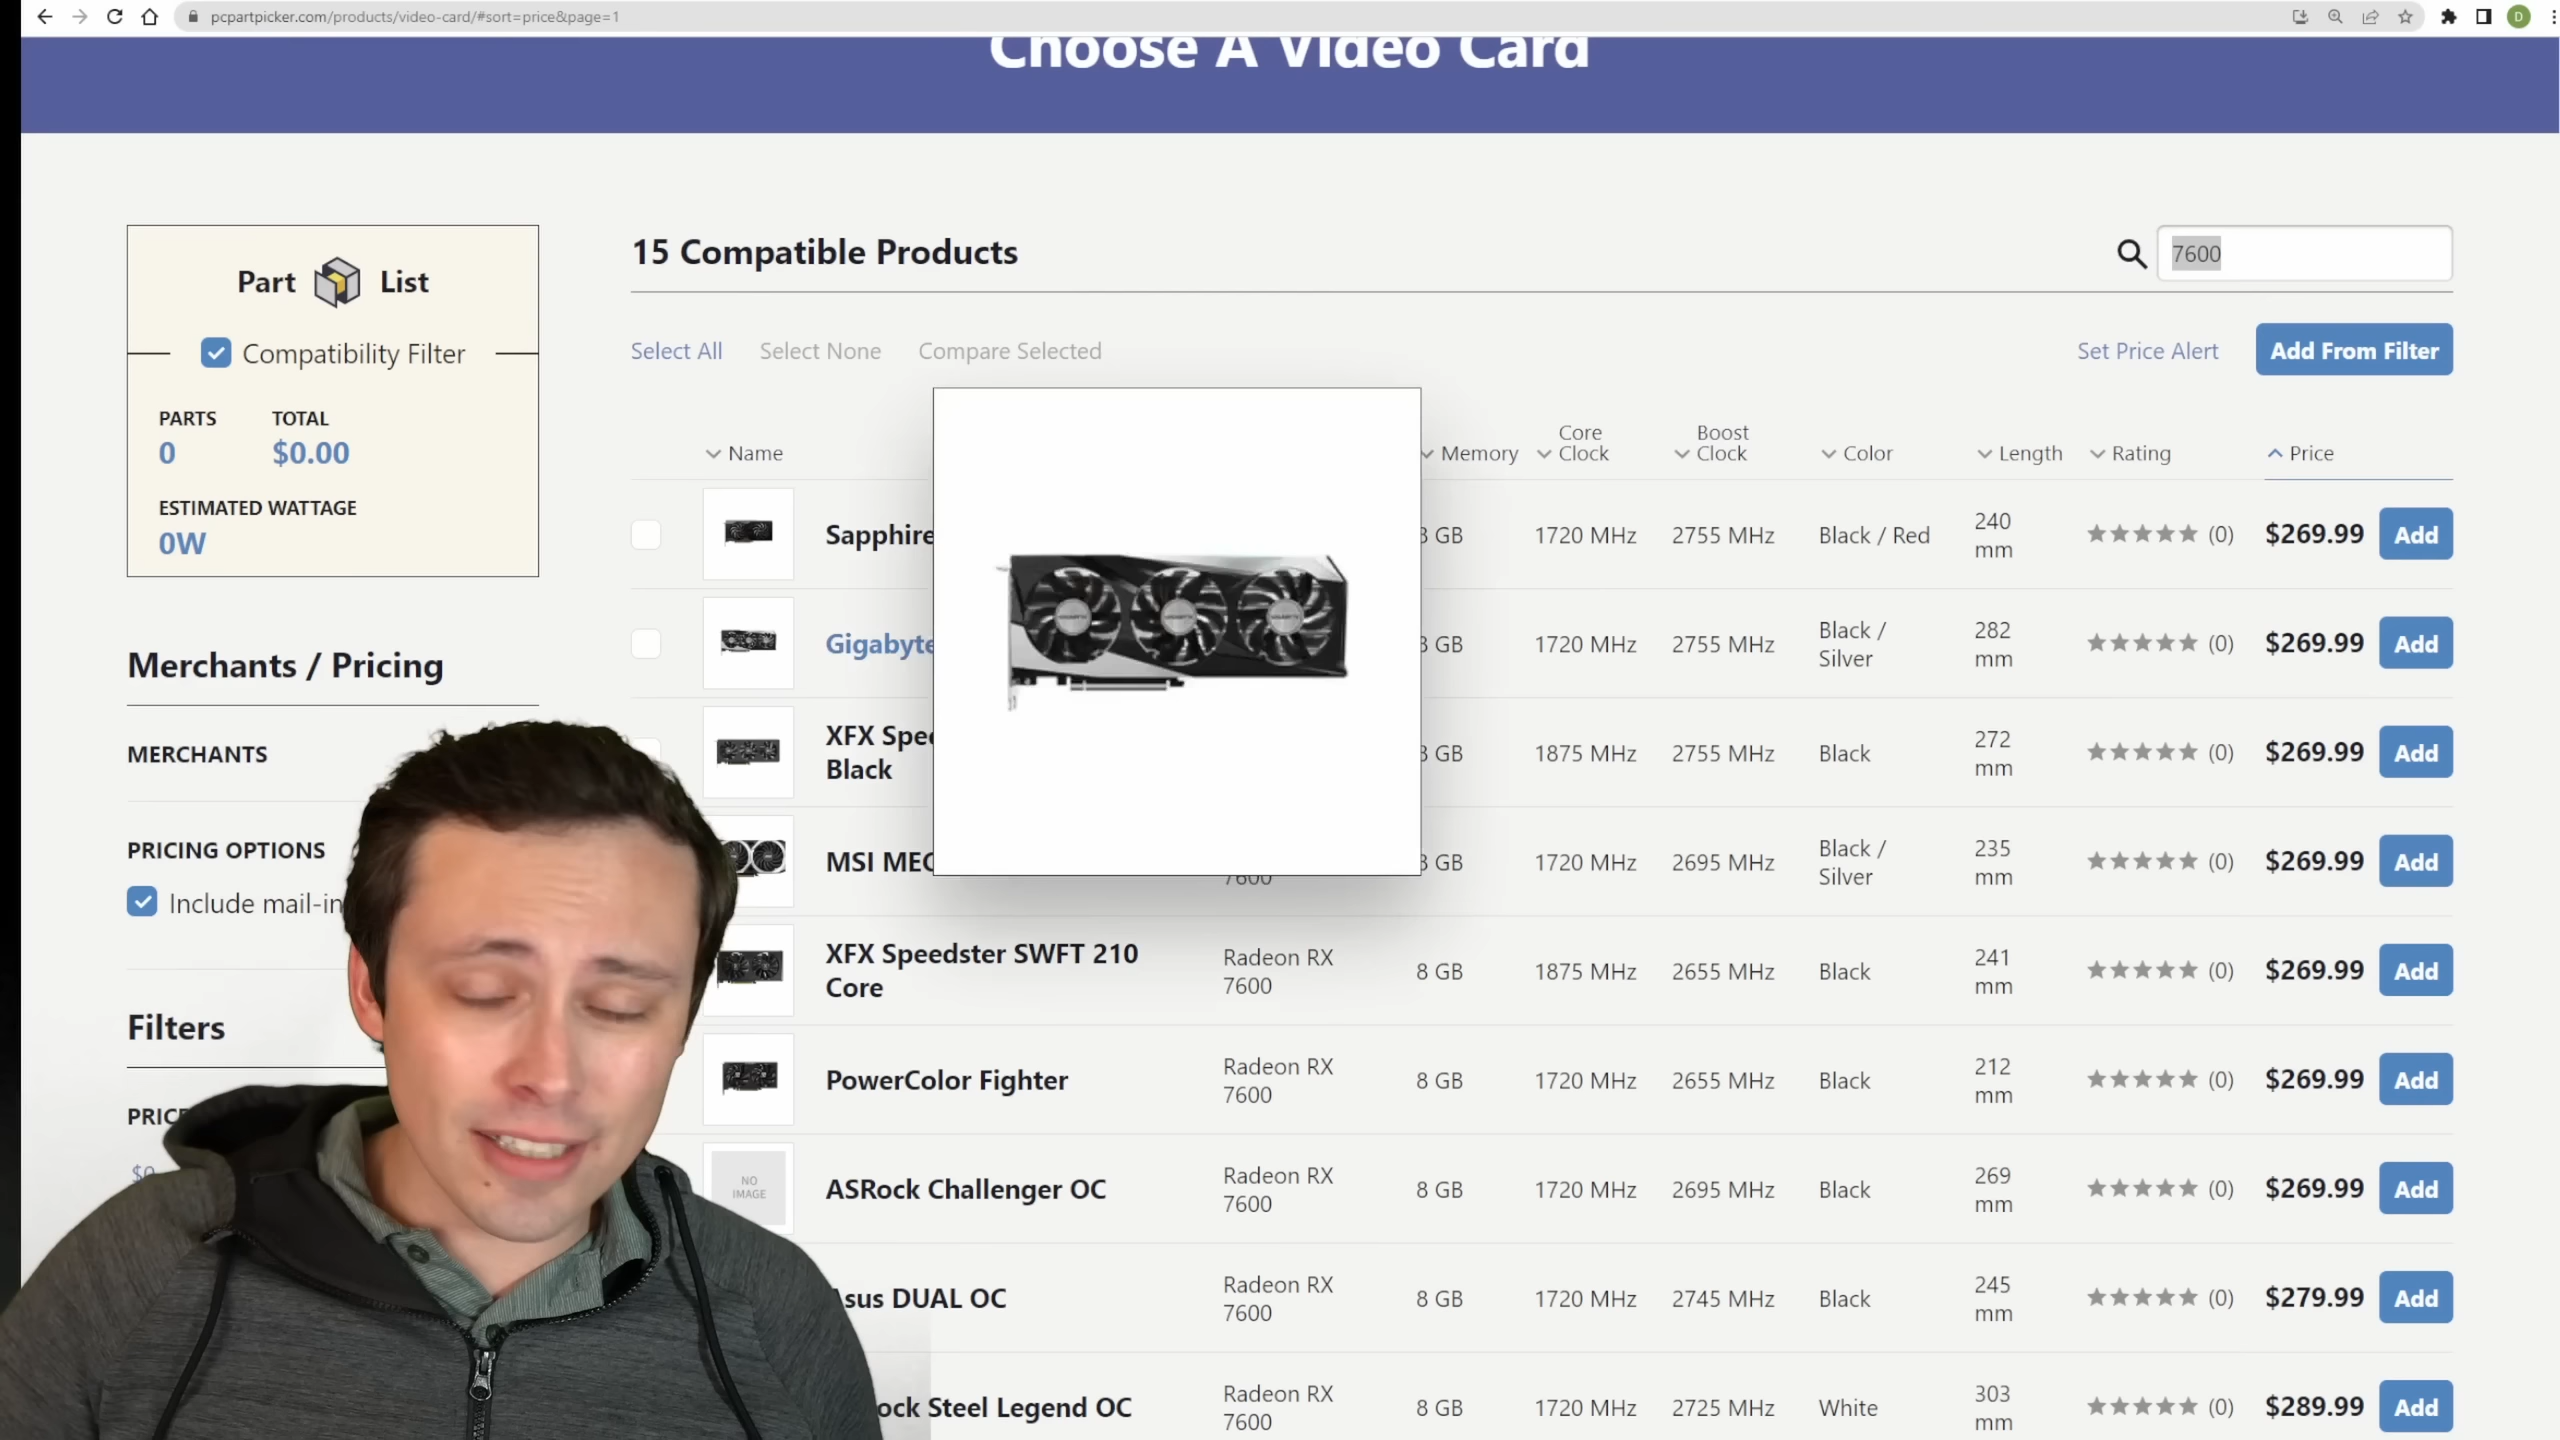 pcpartpicker.com/products/video-card/#sort=price&page=1
D
Choose A Video Card
Part List
Compatibility Filter
PARTS TOTAL
0 $0.00
ESTIMATED WATTAGE
0W
Merchants / Pricing
MERCHANTS
PRICING OPTIONS
Include mail-in
Filters
PRICE
$0
15 Compatible Products
7600
Select All Select None Compare Selected Set Price Alert Add From Filter
Name Memory Core Clock Boost Clock Color Length Rating Price
Sapphire 8 GB 1720 MHz 2755 MHz Black / Red 240 mm (0) $269.99 Add
Gigabyte 8 GB 1720 MHz 2755 MHz Black / Silver 282 mm (0) $269.99 Add
XFX Black 8 GB 1875 MHz 2755 MHz Black 272 mm (0) $269.99 Add
MSI 7600 8 GB 1720 MHz 2695 MHz Black / Silver 235 mm (0) $269.99 Add
XFX Speedster SWFT 210 Core Radeon RX 7600 8 GB 1875 MHz 2655 MHz Black 241 mm (0) $269.99 Add
PowerColor Fighter Radeon RX 7600 8 GB 1720 MHz 2655 MHz Black 212 mm (0) $269.99 Add
NO IMAGE ASRock Challenger OC Radeon RX 7600 8 GB 1720 MHz 2695 MHz Black 269 mm (0) $269.99 Add
Asus DUAL OC Radeon RX 7600 8 GB 1720 MHz 2745 MHz Black 245 mm (0) $279.99 Add
ock Steel Legend OC Radeon RX 7600 8 GB 1720 MHz 2725 MHz White 303 mm (0) $289.99 Add